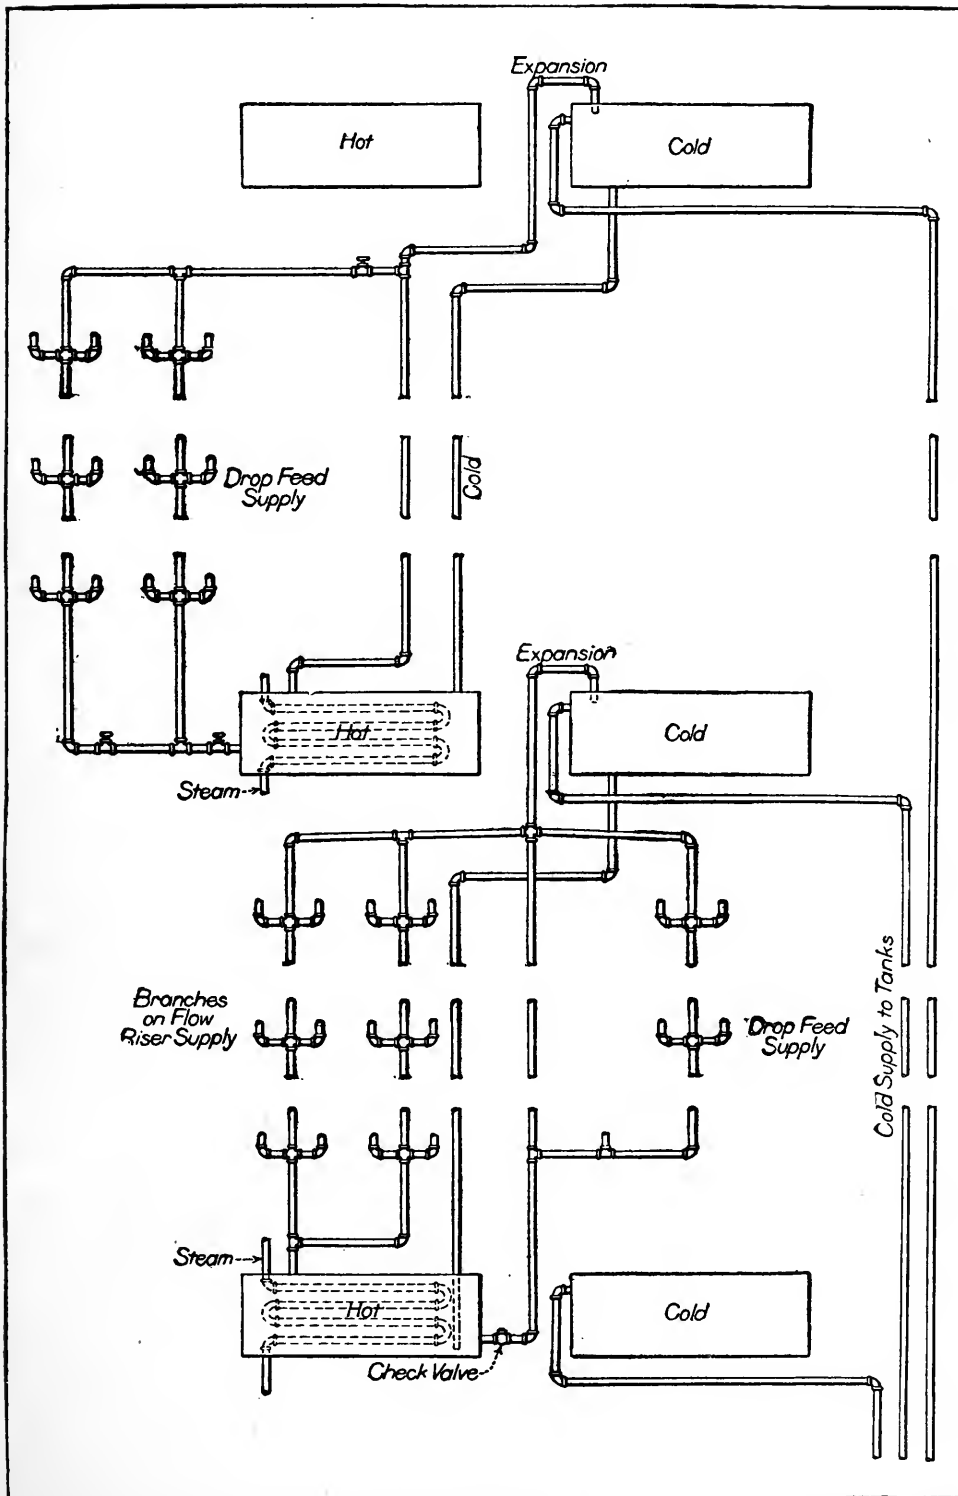 Expansion
Hot
Cold
Drop Feed
Supply
Cold
Expansion
Hot
Cold
Steam
Branches
on Flow
Riser Supply
Drop Feed
Supply
Cold Supply to Tanks
Steam
Hot
Cold
Check Valve